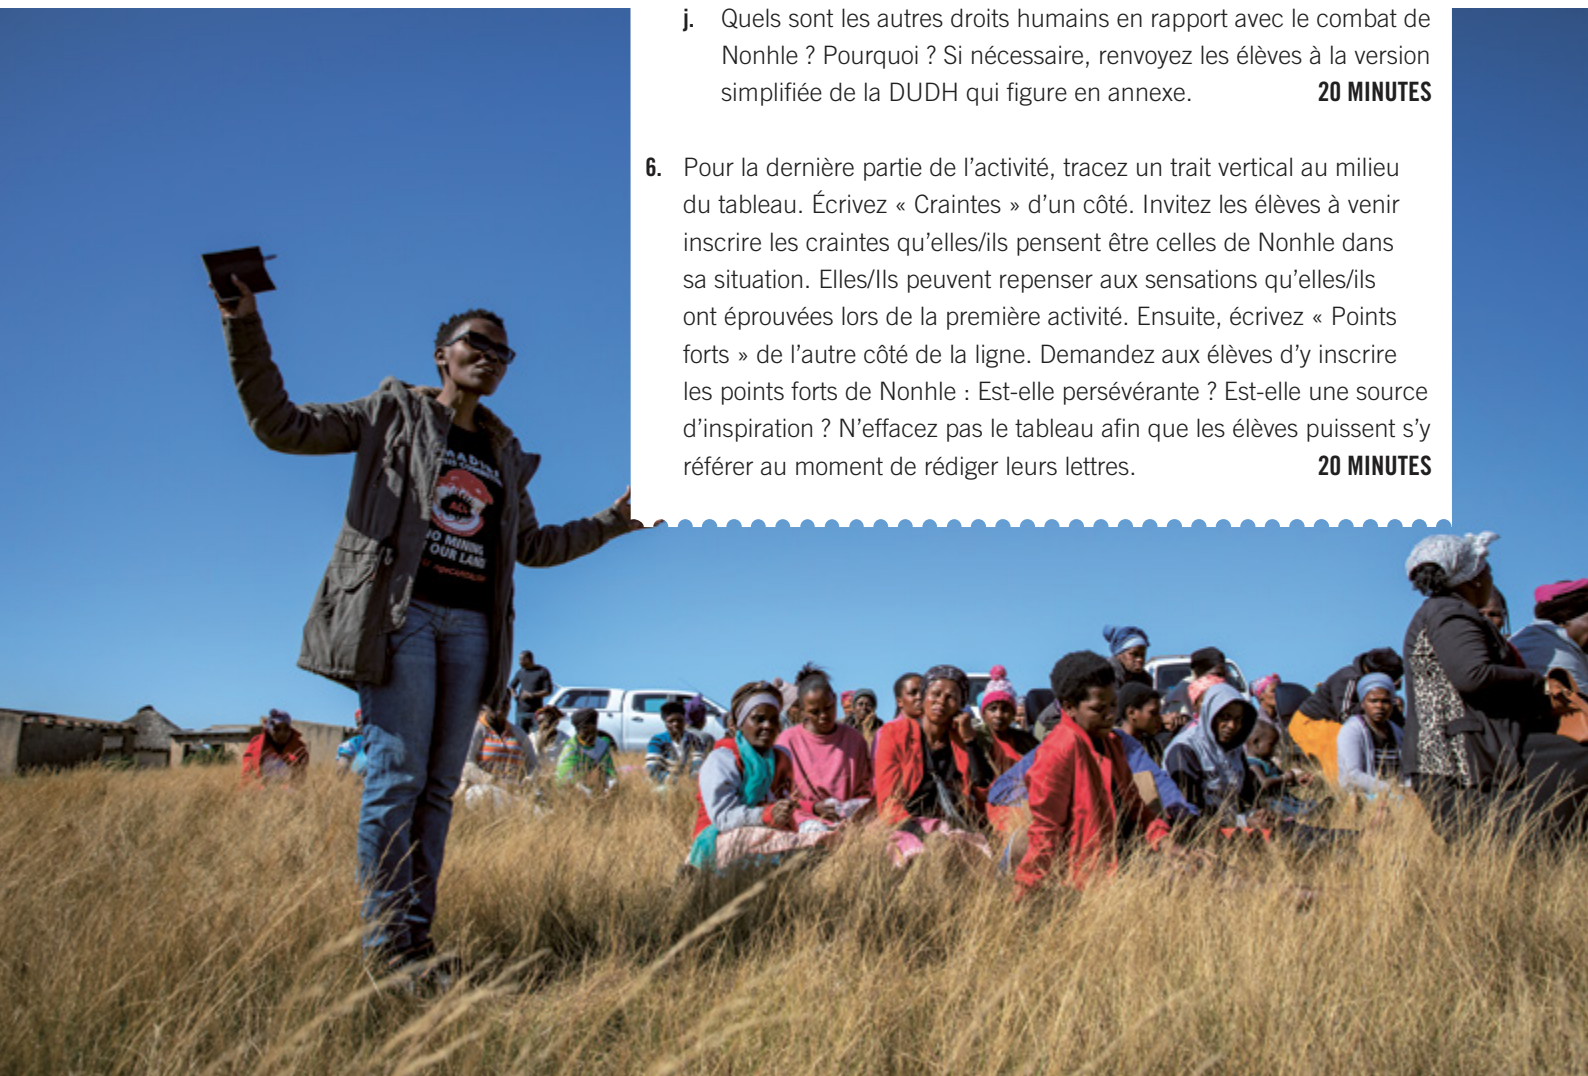 j. Quels sont les autres droits humains en rapport avec le combat de
Nonhle ? Pourquoi ? Si nécessaire, renvoyez les élèves à la version
simplifiée de la DUDH qui figure en annexe. 20 MINUTES
6. Pour la dernière partie de l’activité, tracez un trait vertical au milieu
du tableau. Écrivez « Craintes » d’un côté. Invitez les élèves à venir
inscrire les craintes qu’elles/ils pensent être celles de Nonhle dans
sa situation. Elles/Ils peuvent repenser aux sensations qu’elles/ils
ont éprouvées lors de la première activité. Ensuite, écrivez « Points
forts » de l’autre côté de la ligne. Demandez aux élèves d’y inscrire
les points forts de Nonhle : Est-elle persévérante ? Est-elle une source
d’inspiration ? N’effacez pas le tableau afin que les élèves puissent s’y
référer au moment de rédiger leurs lettres. 20 MINUTES
NO MINING
OUR LAND